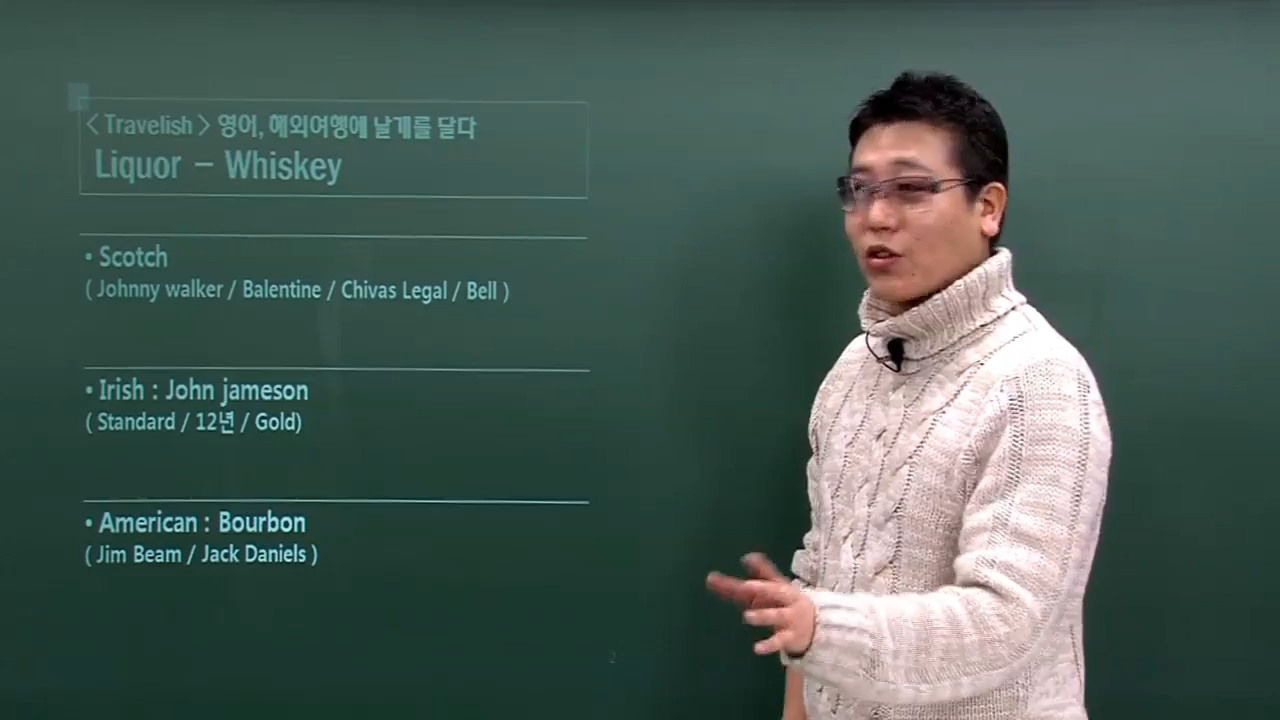 < Travelish > 영어, 해외여행에 날개를 달다
Liquor – Whiskey
• Scotch
( Johnny walker / Balentine / Chivas Legal / Bell )
• Irish : John jameson
( Standard / 12년 / Gold)
• American : Bourbon
( Jim Beam / Jack Daniels )